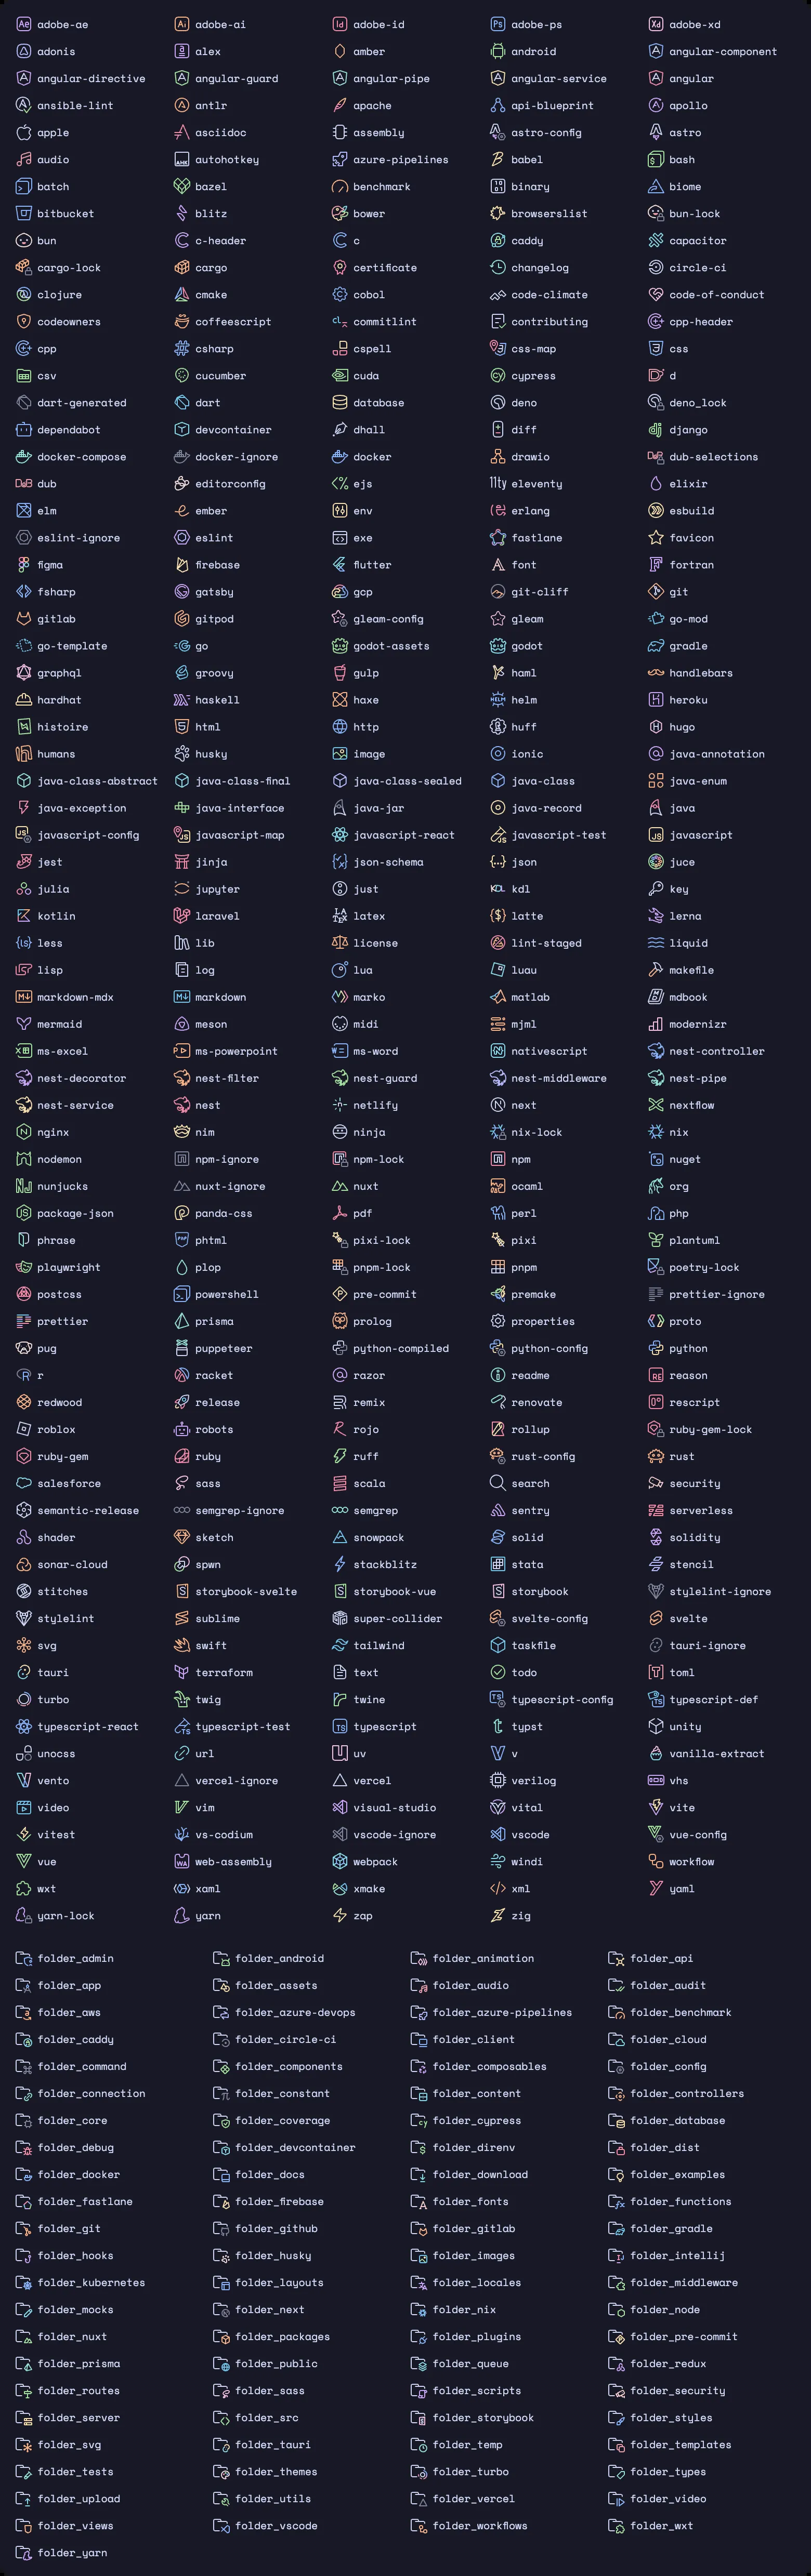 adobe-ae adobe-ai adobe-id adobe-ps adobe-xd
adonis alex amber android angular-component
angular-directive angular-guard angular-pipe angular-service angular
ansible-lint antlr apache api-blueprint apollo
apple asciidoc assembly astro-config astro
audio autohotkey azure-pipelines babel bash
batch bazel benchmark binary biome
bitbucket blitz bower browserslist bun-lock
bun c-header c caddy capacitor
cargo-lock cargo certificate changelog circle-ci
clojure cmake cobol code-climate code-of-conduct
codeowners coffeescript commitlint contributing cpp-header
cpp csharp cspell css-map css
csv cucumber cuda cypress d
dart-generated dart database deno deno_lock
dependabot devcontainer dhall diff django
docker-compose docker-ignore docker drawio dub-selections
dub editorconfig ejs eleventy elixir
elm ember env erlang esbuild
eslint-ignore eslint exe fastlane favicon
figma firebase flutter font fortran
fsharp gatsby gcp git-cliff git
gitlab gitpod gleam-config gleam go-mod
go-template go godot-assets godot gradle
graphql groovy gulp haml handlebars
hardhat haskell haxe helm heroku
histoire html http huff hugo
humans husky image ionic java-annotation
java-class-abstract java-class-final java-class-sealed java-class java-enum
java-exception java-interface java-jar java-record java
javascript-config javascript-map javascript-react javascript-test javascript
jest jinja json-schema json juce
julia jupyter just kdl key
kotlin laravel latex latte lerna
less lib license lint-staged liquid
lisp log lua luau makefile
markdown-mdx markdown marko matlab mdbook
mermaid meson midi mjml modernizr
ms-excel ms-powerpoint ms-word nativescript nest-controller
nest-decorator nest-filter nest-guard nest-middleware nest-pipe
nest-service nest netlify next nextflow
nginx nim ninja nix-lock nix
nodemon npm-ignore npm-lock npm nuget
nunjucks nuxt-ignore nuxt ocaml org
package-json panda-css pdf perl php
phrase phtml pixi-lock pixi plantuml
playwright plop pnpm-lock pnpm poetry-lock
postcss powershell pre-commit premake prettier-ignore
prettier prisma prolog properties proto
pug puppeteer python-compiled python-config python
r racket razor readme reason
redwood release remix renovate rescript
roblox robots rojo rollup ruby-gem-lock
ruby-gem ruby ruff rust-config rust
salesforce sass scala search security
semantic-release semgrep-ignore semgrep sentry serverless
shader sketch snowpack solid solidity
sonar-cloud spwn stackblitz stata stencil
stitches storybook-svelte storybook-vue storybook stylelint-ignore
stylelint sublime super-collider svelte-config svelte
svg swift tailwind taskfile tauri-ignore
tauri terraform text todo toml
turbo twig twine typescript-config typescript-def
typescript-react typescript-test typescript typst unity
unocss url uv v vanilla-extract
vento vercel-ignore vercel verilog vhs
video vim visual-studio vital vite
vitest vs-codium vscode-ignore vscode vue-config
vue web-assembly webpack windi workflow
wxt xaml xmake xml yaml
yarn-lock yarn zap zig
folder_admin folder_android folder_animation folder_api
folder_app folder_assets folder_audio folder_audit
folder_aws folder_azure-devops folder_azure-pipelines folder_benchmark
folder_caddy folder_circle-ci folder_client folder_cloud
folder_command folder_components folder_composables folder_config
folder_connection folder_constant folder_content folder_controllers
folder_core folder_coverage folder_cypress folder_database
folder_debug folder_devcontainer folder_direnv folder_dist
folder_docker folder_docs folder_download folder_examples
folder_fastlane folder_firebase folder_fonts folder_functions
folder_git folder_github folder_gitlab folder_gradle
folder_hooks folder_husky folder_images folder_intellij
folder_kubernetes folder_layouts folder_locales folder_middleware
folder_mocks folder_next folder_nix folder_node
folder_nuxt folder_packages folder_plugins folder_pre-commit
folder_prisma folder_public folder_queue folder_redux
folder_routes folder_sass folder_scripts folder_security
folder_server folder_src folder_storybook folder_styles
folder_svg folder_tauri folder_temp folder_templates
folder_tests folder_themes folder_turbo folder_types
folder_upload folder_utils folder_vercel folder_video
folder_views folder_vscode folder_workflows folder_wxt
folder_yarn